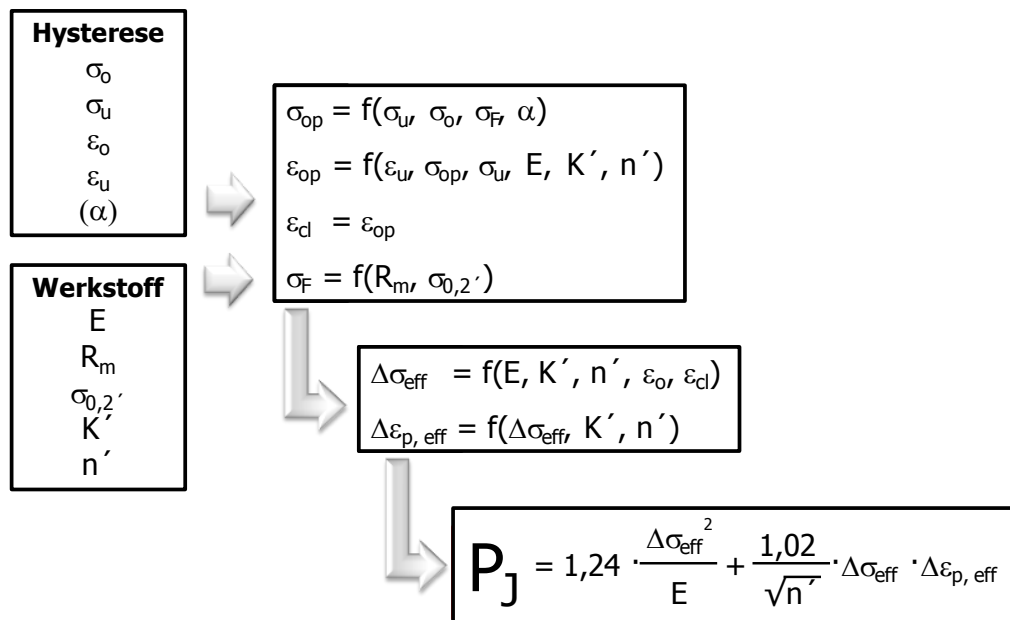 Hysterese
σo
σu
εo
εu
(α)
Werkstoff
E
Rm
σ0,2´
K´
n´
σop = f(σu, σo, σF, α)
εop = f(εu, σop, σu, E, K´, n´)
εcl = εop
σF = f(Rm, σ0,2´)
Δσeff = f(E, K´, n´, εo, εcl)
Δεp, eff = f(Δσeff, K´, n´)
PJ = 1,24 · Δσeff² / E + 1,02 / √n´ · Δσeff · Δεp, eff